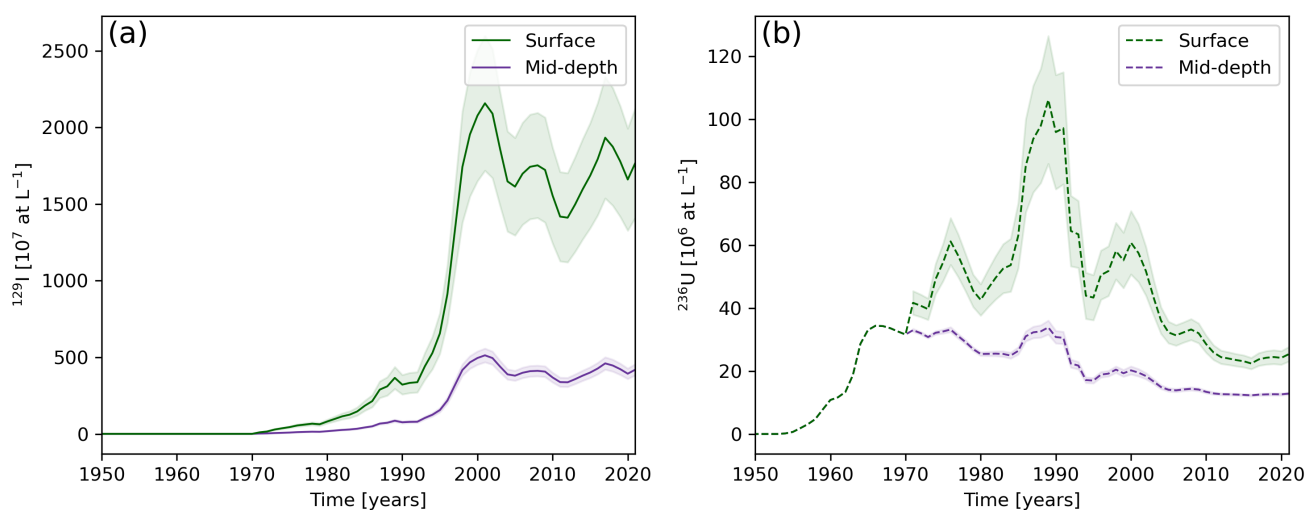 (a)
Surface
Mid-depth
2500
2000
1500
1000
500
0
¹²⁹I [10⁷ at L⁻¹]
1950 1960 1970 1980 1990 2000 2010 2020
Time [years]
(b)
Surface
Mid-depth
120
100
80
60
40
20
0
²³⁶U [10⁶ at L⁻¹]
1950 1960 1970 1980 1990 2000 2010 2020
Time [years]